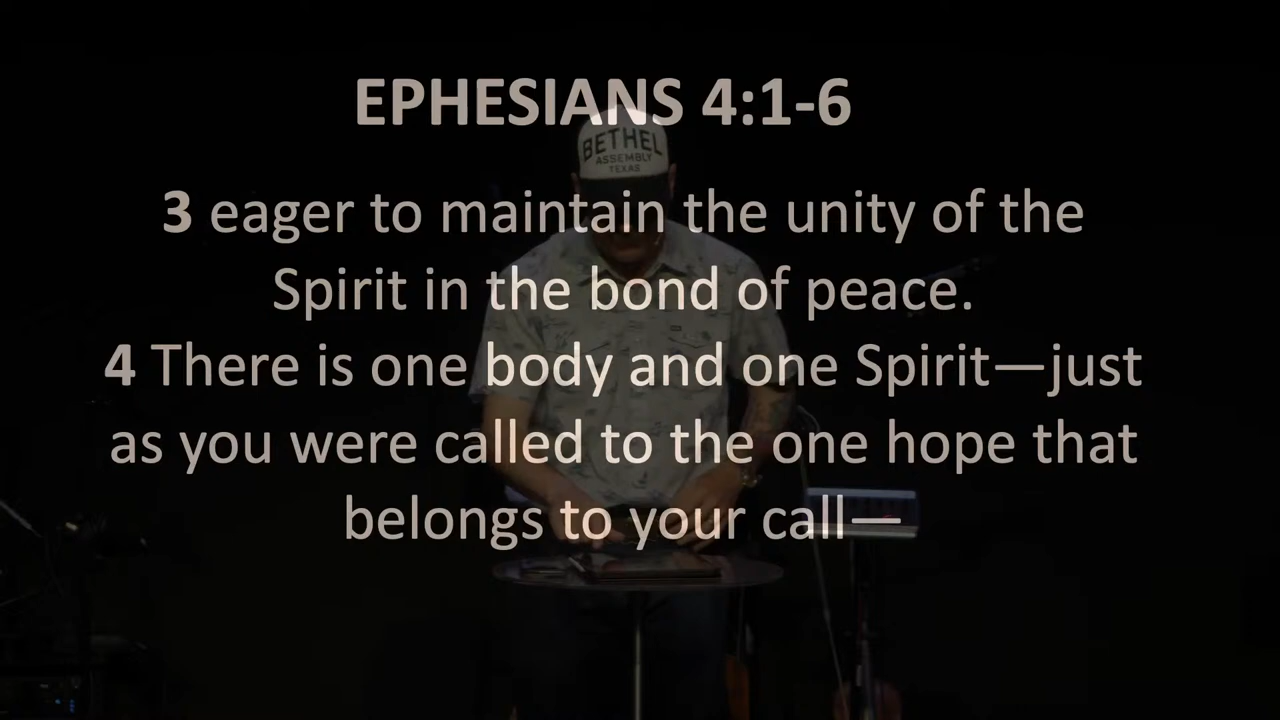 EPHESIANS 4:1-6
BETHEL
ASSEMBLY
TEXAS
3 eager to maintain the unity of the
Spirit in the bond of peace.
4 There is one body and one Spirit—just
as you were called to the one hope that
belongs to your call—